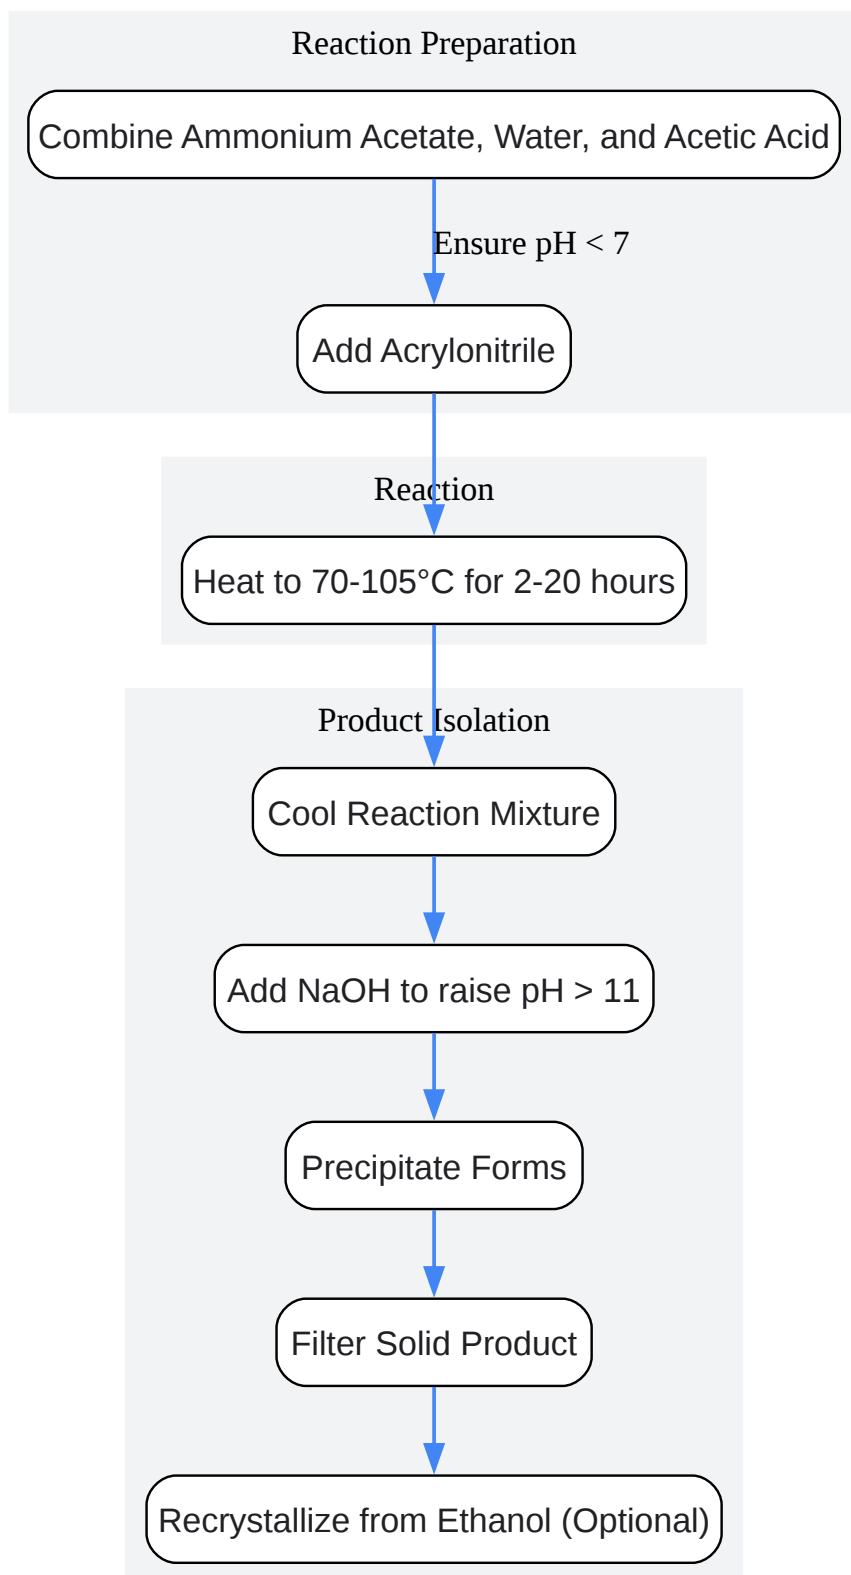 Reaction Preparation
Combine Ammonium Acetate, Water, and Acetic Acid
Ensure pH < 7
Add Acrylonitrile
Reaction
Heat to 70-105°C for 2-20 hours
Product Isolation
Cool Reaction Mixture
Add NaOH to raise pH > 11
Precipitate Forms
Filter Solid Product
Recrystallize from Ethanol (Optional)